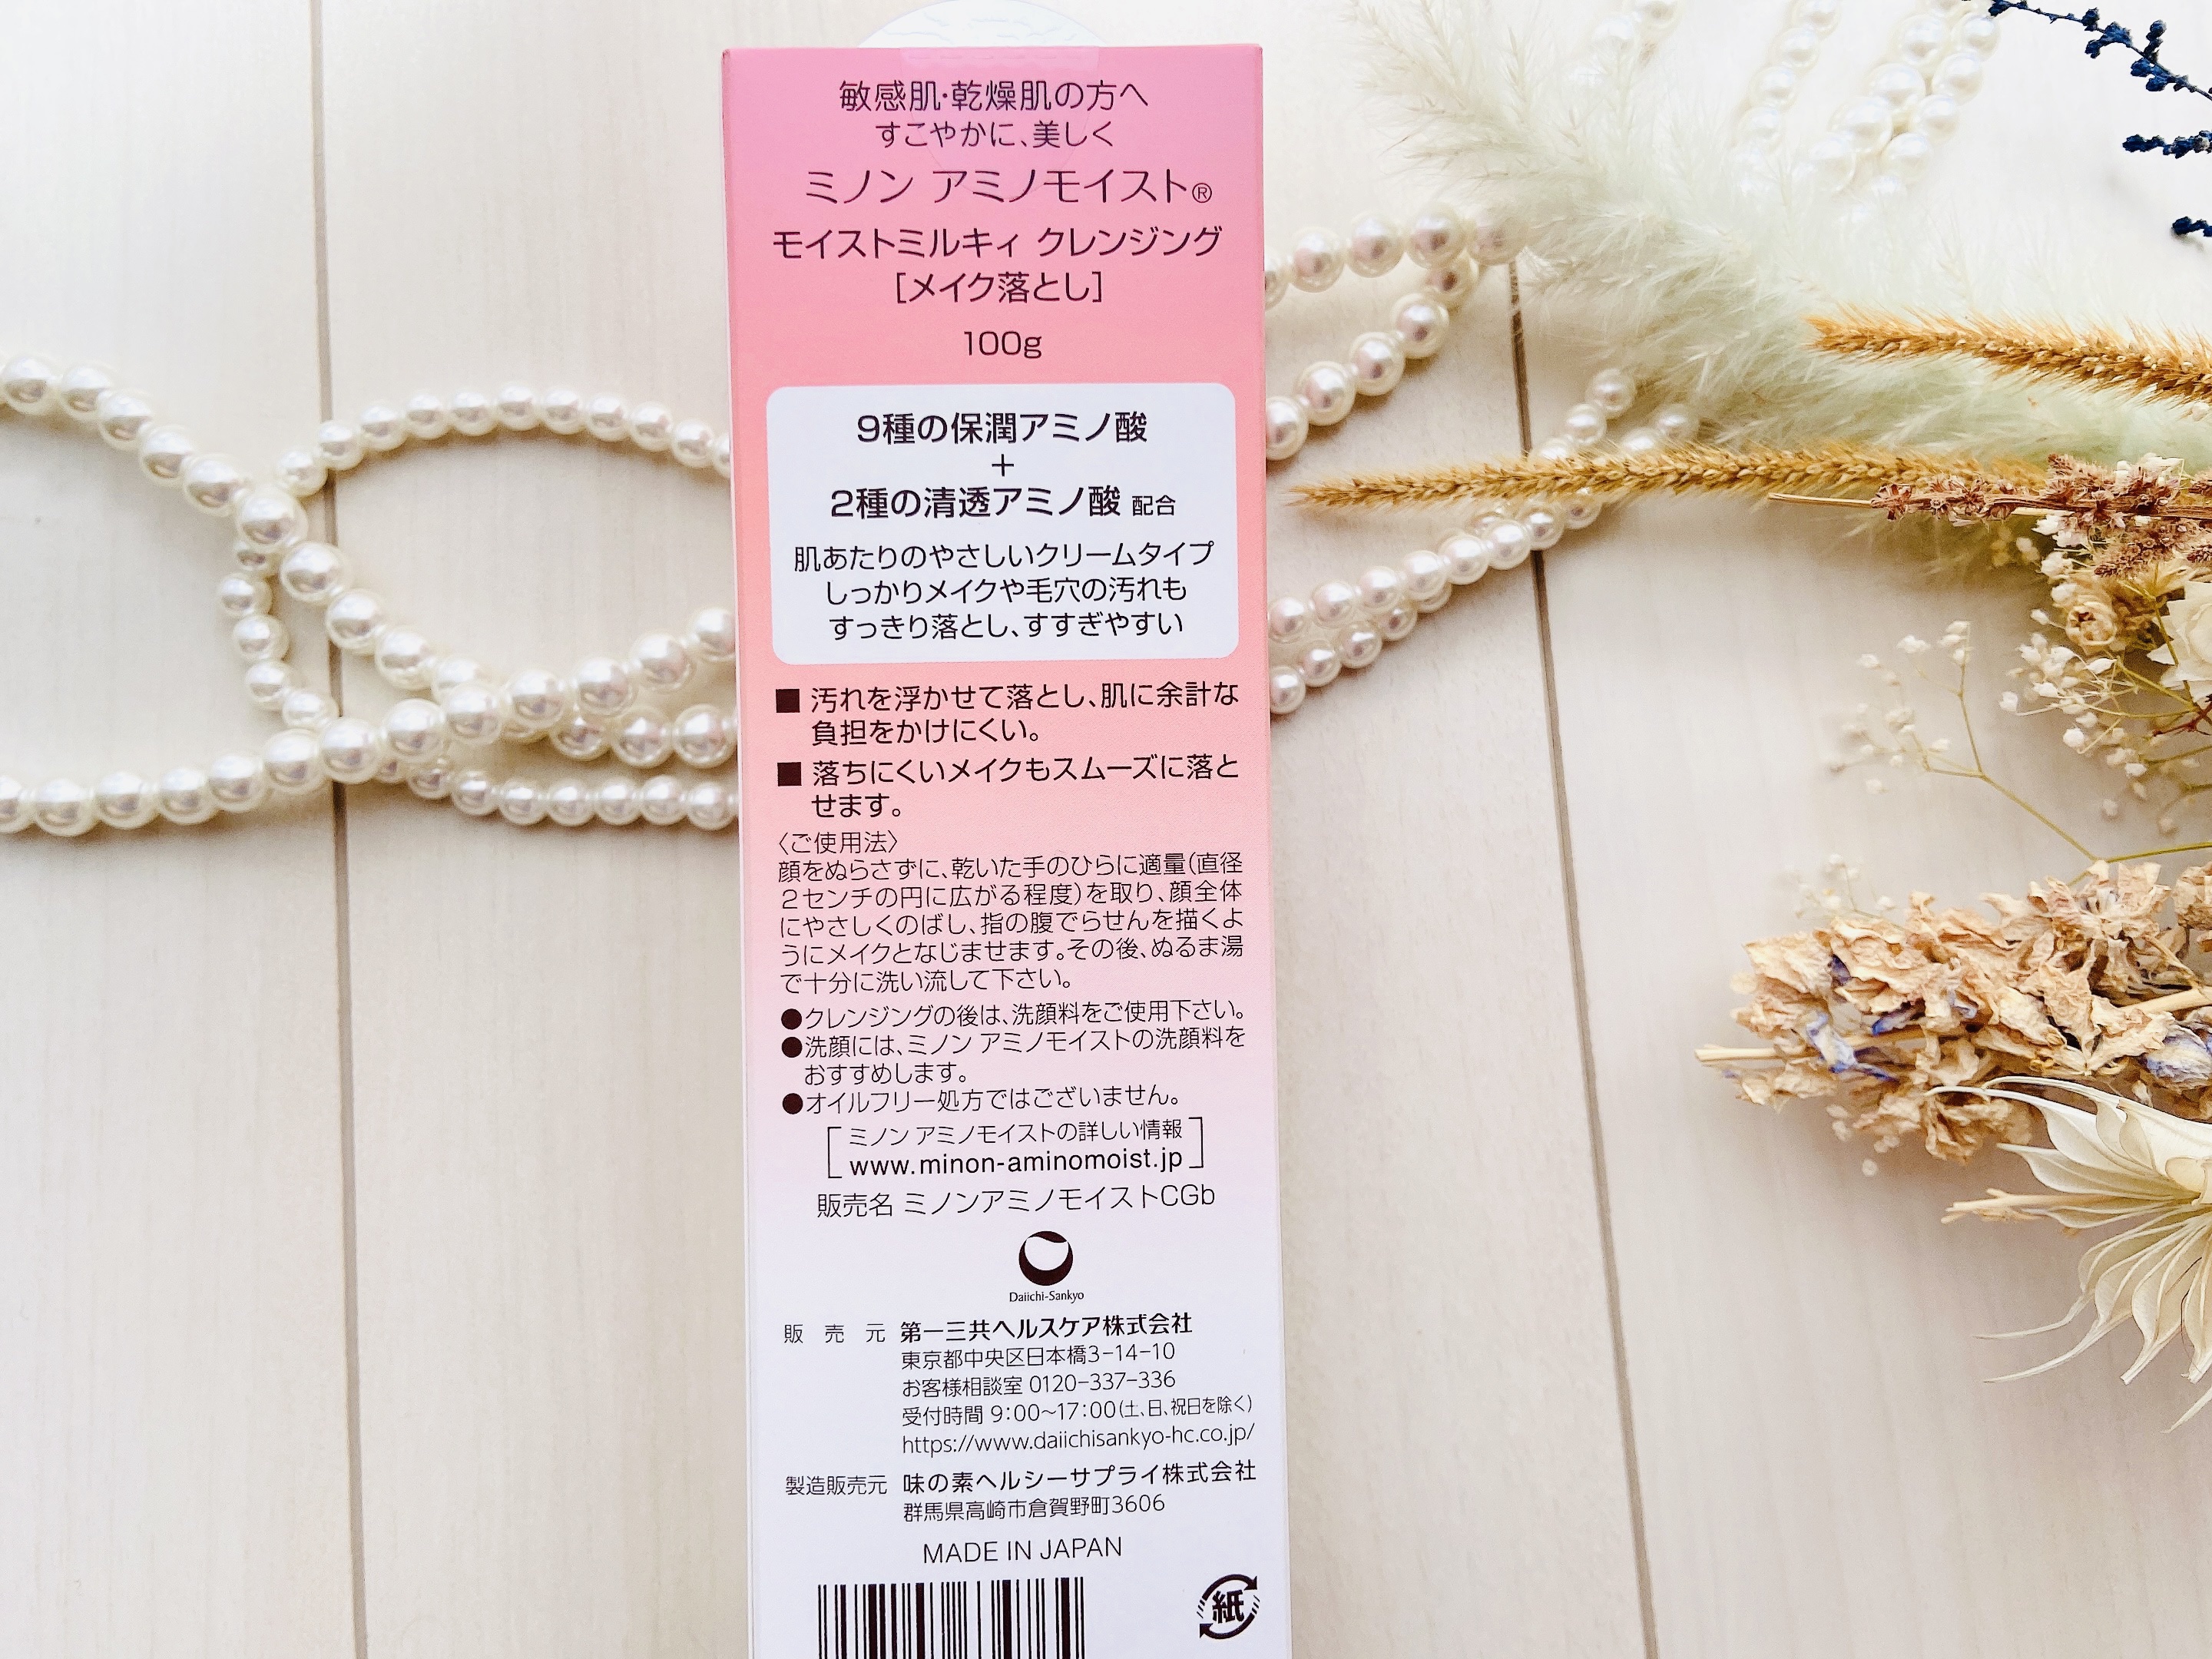 敏感肌・乾燥肌の方へ
すこやかに、美しく
ミノン アミノモイスト®
モイストミルキィ クレンジング
[メイク落とし]
100g
9種の保潤アミノ酸
+
2種の清透アミノ酸 配合
肌あたりのやさしいクリームタイプ
しっかりメイクや毛穴の汚れも
すっきり落とし、すすぎやすい
■ 汚れを浮かせて落とし、肌に余計な
負担をかけにくい。
■ 落ちにくいメイクもスムーズに落と
せます。
〈ご使用法〉
顔をぬらさずに、乾いた手のひらに適量(直径
2センチの円に広がる程度)を取り、顔全体
にやさしくのばし、指の腹でらせんを描くよ
うにメイクとなじませます。その後、ぬるま湯
で十分に洗い流して下さい。
●クレンジングの後は、洗顔料をご使用下さい。
●洗顔には、ミノン アミノモイストの洗顔料を
おすすめします。
●オイルフリー処方ではございません。
[ミノン アミノモイストの詳しい情報
www.minon-aminomoist.jp]
販売名 ミノンアミノモイストCGb
Daiichi-Sankyo
販 売 元 第一三共ヘルスケア株式会社
東京都中央区日本橋3-14-10
お客様相談室 0120-337-336
受付時間 9:00~17:00(土、日、祝日を除く)
https://www.daiichisankyo-hc.co.jp/
製造販売元 味の素ヘルシーサプライ株式会社
群馬県高崎市倉賀野町3606
MADE IN JAPAN
紙